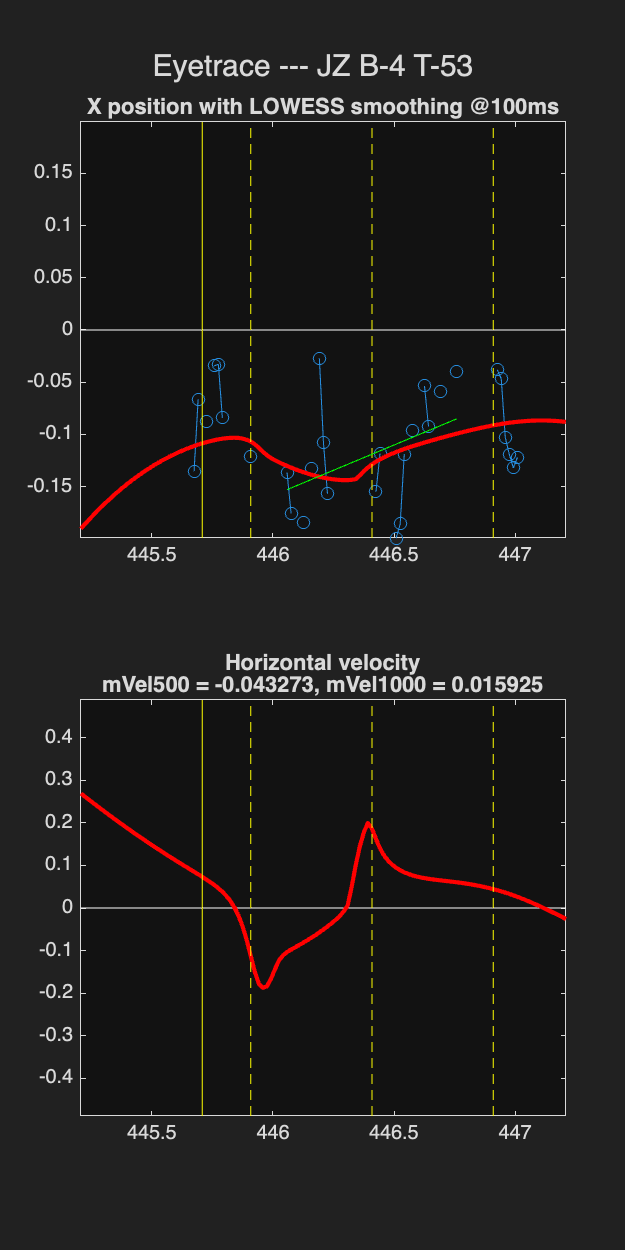 Eyetrace --- JZ B-4 T-53
X position with LOWESS smoothing @100ms
0.15
0.1
0.05
0
-0.05
-0.1
-0.15
445.5 446 446.5 447
Horizontal velocity
mVel500 = -0.043273, mVel1000 = 0.015925
0.4
0.3
0.2
0.1
0
-0.1
-0.2
-0.3
-0.4
445.5 446 446.5 447